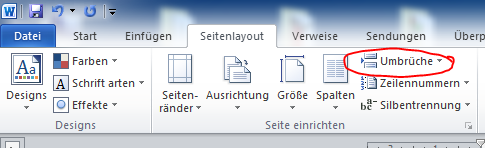 W
Datei Start Einfügen Seitenlayout Verweise Sendungen Überp
Aa Designs Farben
A Schrift arten
Effekte
Designs
Seiten-
ränder Ausrichtung Größe Spalten
Umbrüche
Zeilennummern
Silbentrennung
Seite einrichten